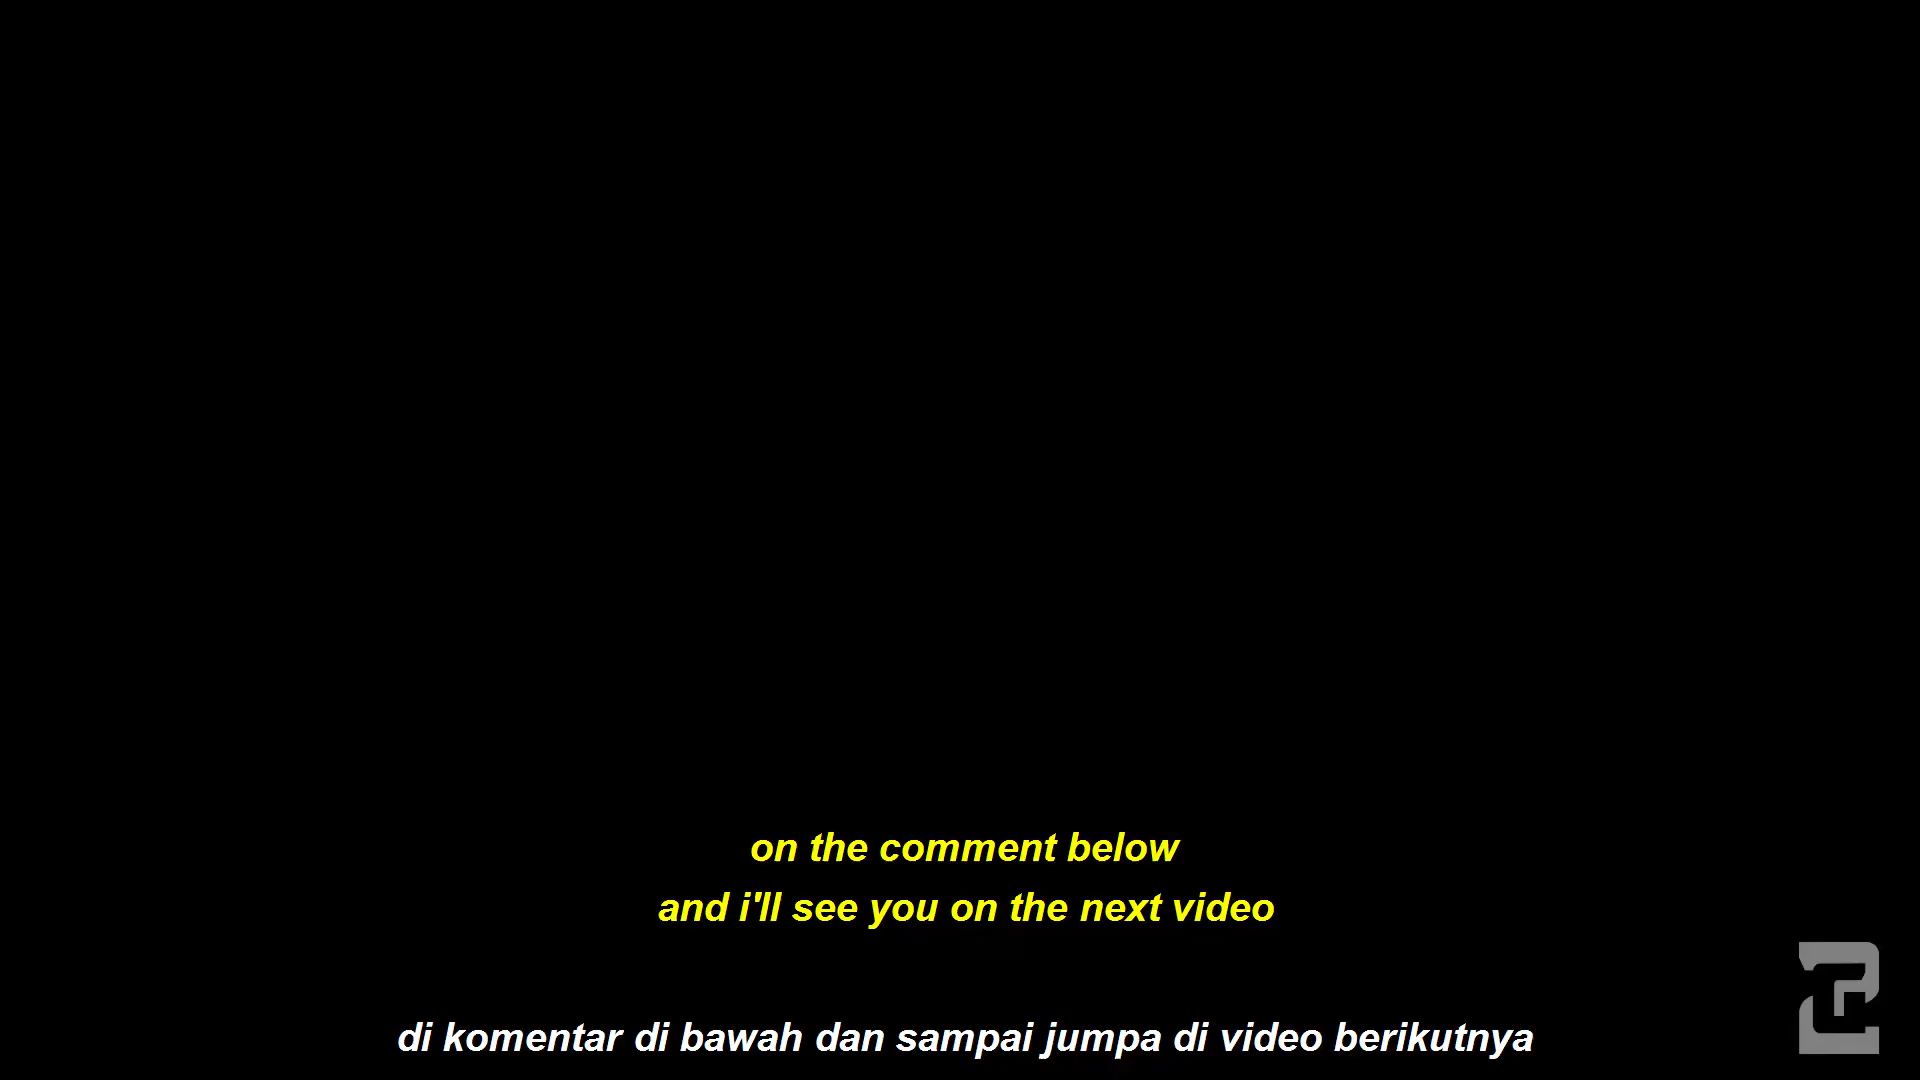 on the comment below
and i'll see you on the next video
di komentar di bawah dan sampai jumpa di video berikutnya